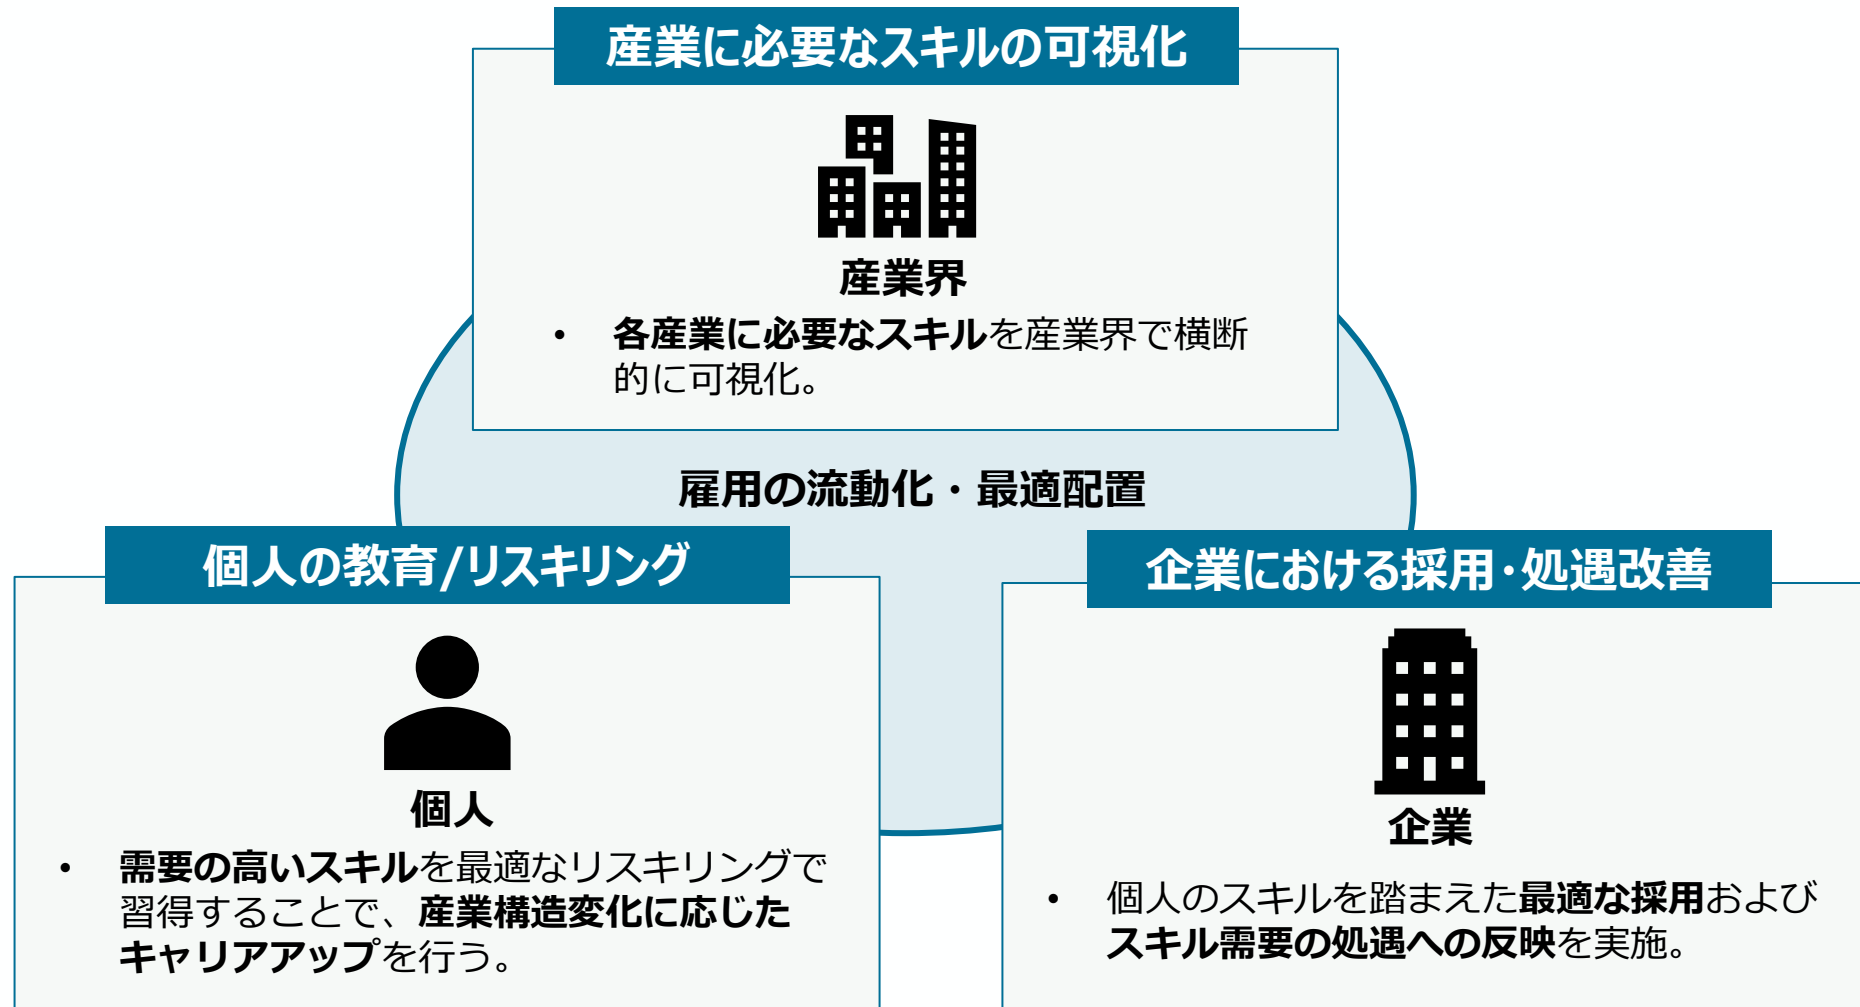 産業に必要なスキルの可視化
産業界
• 各産業に必要なスキルを産業界で横断
的に可視化。
雇用の流動化・最適配置
個人の教育/リスキリング
個人
• 需要の高いスキルを最適なリスキリングで
習得することで、産業構造変化に応じた
キャリアアップを行う。
企業における採用・処遇改善
企業
• 個人のスキルを踏まえた最適な採用および
スキル需要の処遇への反映を実施。